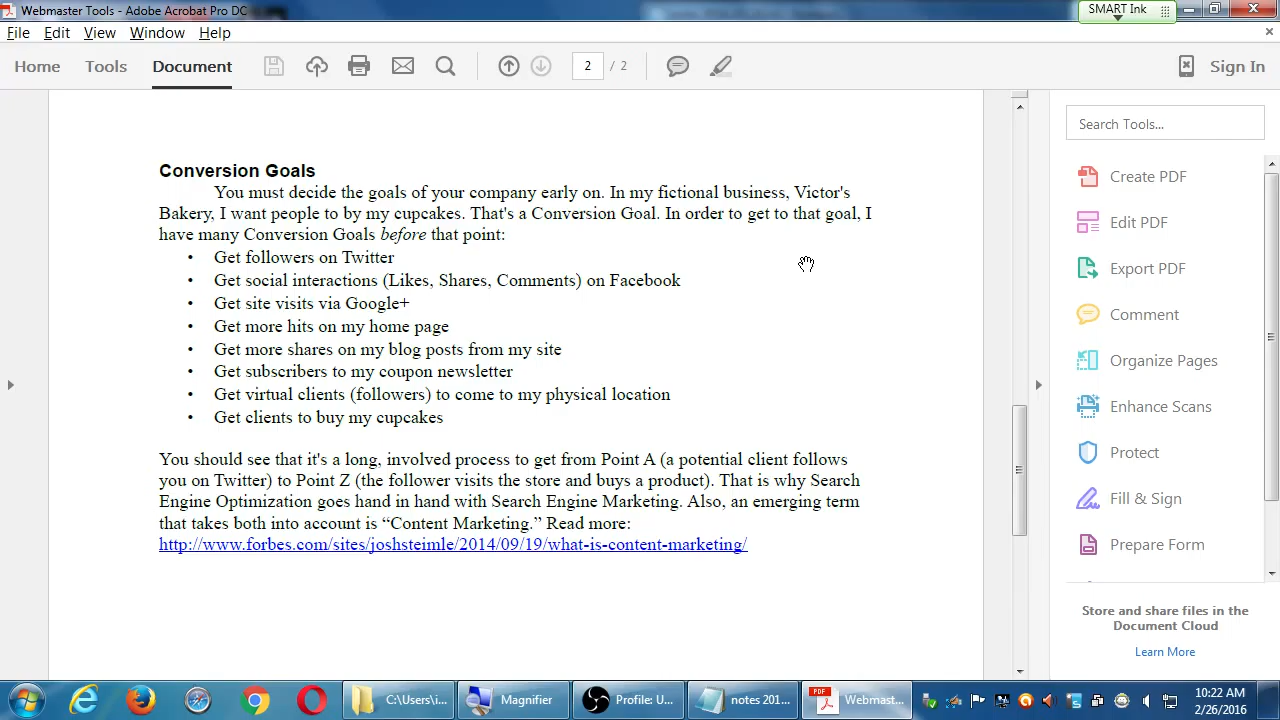 Webmaster Tools - Adobe Acrobat Pro DC
SMART Ink
File Edit View Window Help
Home Tools Document 2 / 2 Sign In
Search Tools...
Conversion Goals
You must decide the goals of your company early on. In my fictional business, Victor's
Bakery, I want people to by my cupcakes. That's a Conversion Goal. In order to get to that goal, I
have many Conversion Goals before that point:
• Get followers on Twitter
• Get social interactions (Likes, Shares, Comments) on Facebook
• Get site visits via Google+
• Get more hits on my home page
• Get more shares on my blog posts from my site
• Get subscribers to my coupon newsletter
• Get virtual clients (followers) to come to my physical location
• Get clients to buy my cupcakes
You should see that it's a long, involved process to get from Point A (a potential client follows
you on Twitter) to Point Z (the follower visits the store and buys a product). That is why Search
Engine Optimization goes hand in hand with Search Engine Marketing. Also, an emerging term
that takes both into account is “Content Marketing.” Read more:
http://www.forbes.com/sites/joshsteimle/2014/09/19/what-is-content-marketing/
Create PDF
Edit PDF
Export PDF
Comment
Organize Pages
Enhance Scans
Protect
Fill & Sign
Prepare Form
Store and share files in the
Document Cloud
Learn More
C:\Users\i... Magnifier Profile: U... notes 201... PDF Webmast...
10:22 AM
2/26/2016